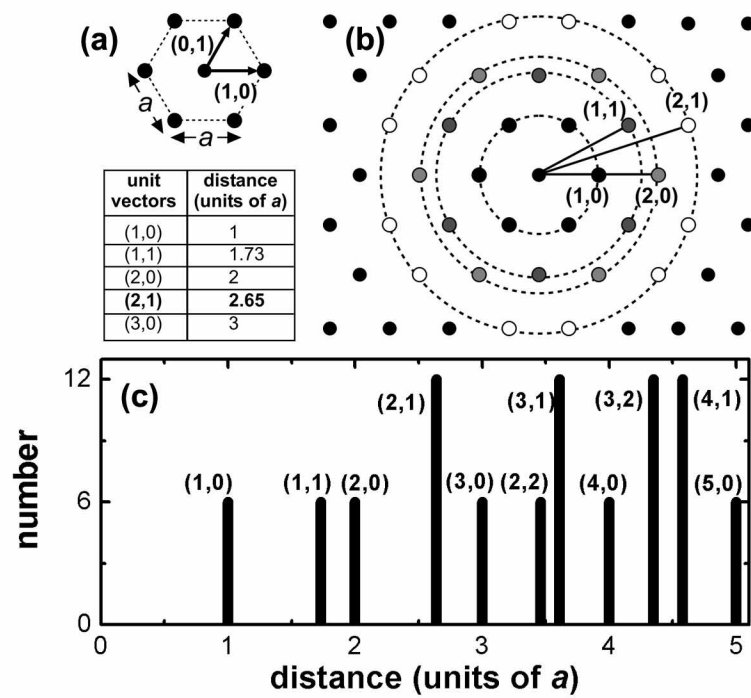 (a)
(0,1)
(1,0)
a
a
unit vectors
distance (units of a)
(1,0) 1
(1,1) 1.73
(2,0) 2
(2,1) 2.65
(3,0) 3
(b)
(1,1)
(2,1)
(1,0)
(2,0)
(c)
(2,1)
(3,1)
(3,2)
(4,1)
(1,0)
(1,1)
(2,0)
(3,0)
(2,2)
(4,0)
(5,0)
12
6
0
number
0 1 2 3 4 5
distance (units of a)